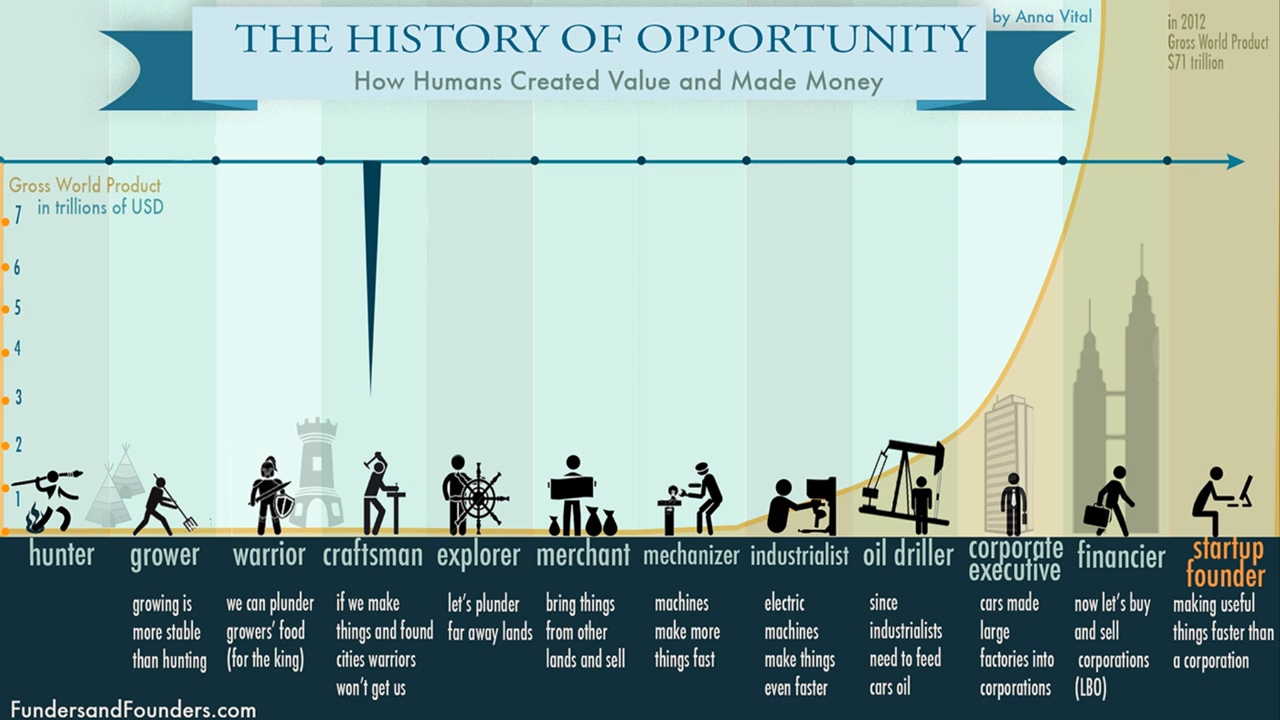 THE HISTORY OF OPPORTUNITY
How Humans Created Value and Made Money
by Anna Vital
in 2012
Gross World Product
$71 trillion
Gross World Product
in trillions of USD
7
6
5
4
3
2
1
hunter
grower
growing is
more stable
than hunting
warrior
we can plunder
growers' food
(for the king)
craftsman
if we make
things and found
cities warriors
won't get us
explorer
let's plunder
far away lands
merchant
bring things
from other
lands and sell
mechanizer
machines
make more
things fast
industrialist
electric
machines
make things
even faster
oil driller
since
industrialists
need to feed
cars oil
corporate
executive
cars made
large
factories into
corporations
financier
now let's buy
and sell
corporations
(LBO)
startup
founder
making useful
things faster than
a corporation
FundersandFounders.com